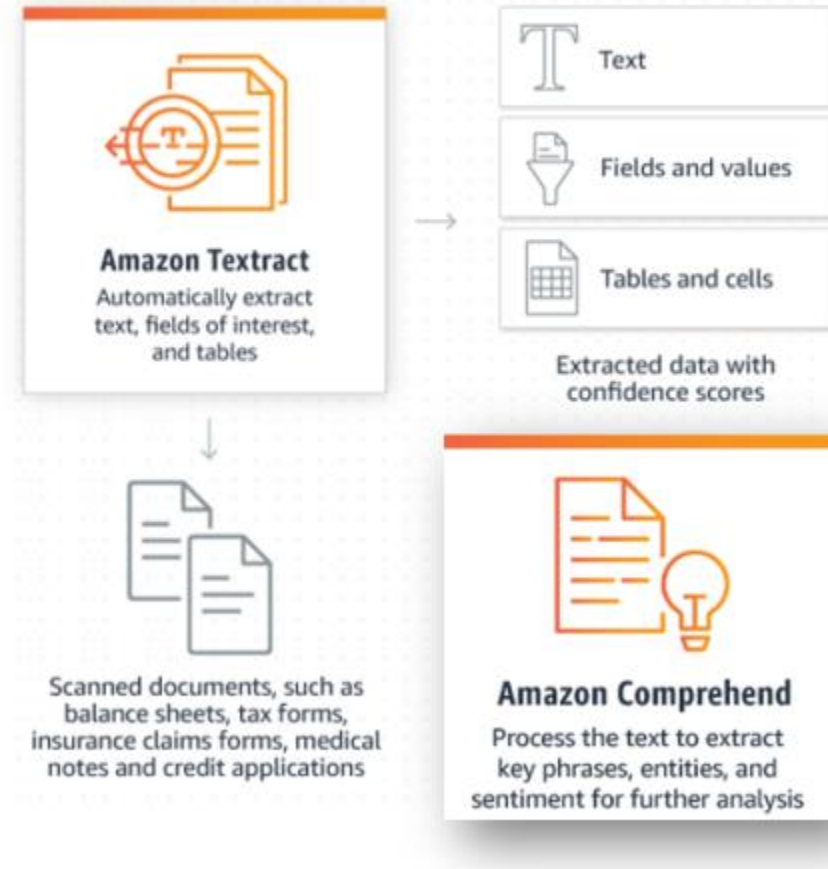 Amazon Textract
Automatically extract
text, fields of interest,
and tables
Text
Fields and values
Tables and cells
Extracted data with
confidence scores
Scanned documents, such as
balance sheets, tax forms,
insurance claims forms, medical
notes and credit applications
Amazon Comprehend
Process the text to extract
key phrases, entities, and
sentiment for further analysis